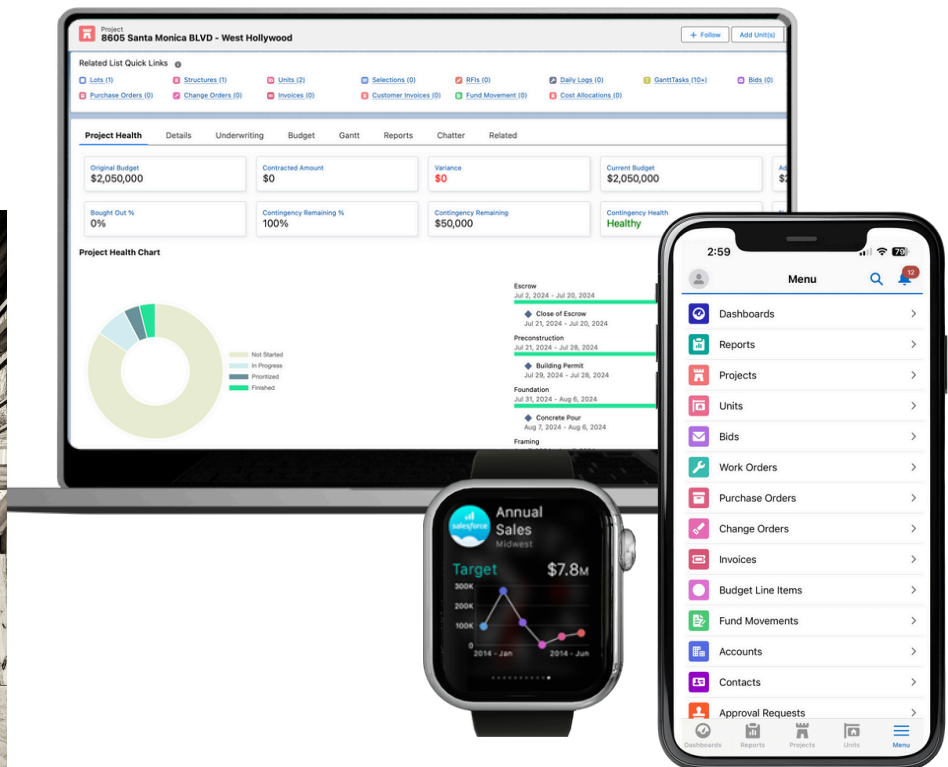 Project
8605 Santa Monica BLVD - West Hollywood
+ Follow
Add Unit(s)
Related List Quick Links
Lots (1)
Structures (1)
Units (2)
Selections (0)
RFIs (0)
Daily Logs (0)
GanttTasks (10+)
Bids (0)
Purchase Orders (0)
Change Orders (0)
Invoices (0)
Customer Invoices (0)
Fund Movement (0)
Cost Allocations (0)
Project Health
Details
Underwriting
Budget
Gantt
Reports
Chatter
Related
Original Budget
$2,050,000
Contracted Amount
$0
Variance
$0
Current Budget
$2,050,000
Bought Out %
0%
Contingency Remaining %
100%
Contingency Remaining
$50,000
Contingency Health
Healthy
Project Health Chart
Not Started
In Progress
Prioritized
Finished
Escrow
Jul 2, 2024 - Jul 20, 2024
Close of Escrow
Jul 21, 2024 - Jul 20, 2024
Preconstruction
Jul 21, 2024 - Jul 28, 2024
Building Permit
Jul 29, 2024 - Jul 28, 2024
Foundation
Jul 31, 2024 - Aug 6, 2024
Concrete Pour
Aug 7, 2024 - Aug 6, 2024
Framing
salesforce
Annual
Sales
Midwest
Target
$7.8M
300K
200K
100K
0
2014 - Jan
2014 - Jun
2:59
79
Menu
12
Dashboards
Reports
Projects
Units
Bids
Work Orders
Purchase Orders
Change Orders
Invoices
Budget Line Items
Fund Movements
Accounts
Contacts
Approval Requests
Dashboards
Reports
Projects
Units
Menu